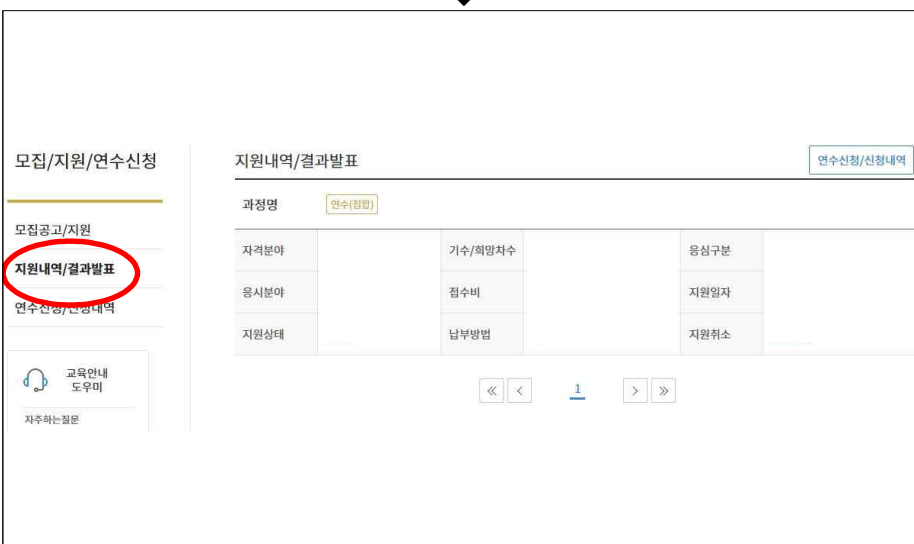 모집/지원/연수신청
모집공고/지원
지원내역/결과발표
연수신청/신청내역
교육안내
도우미
자주하는질문
지원내역/결과발표
연수신청/신청내역
과정명 연수(집합)
자격분야 기수/희망차수 응심구분
응시분야 접수비 지원일자
지원상태 납부방법 지원취소
« < 1 > »